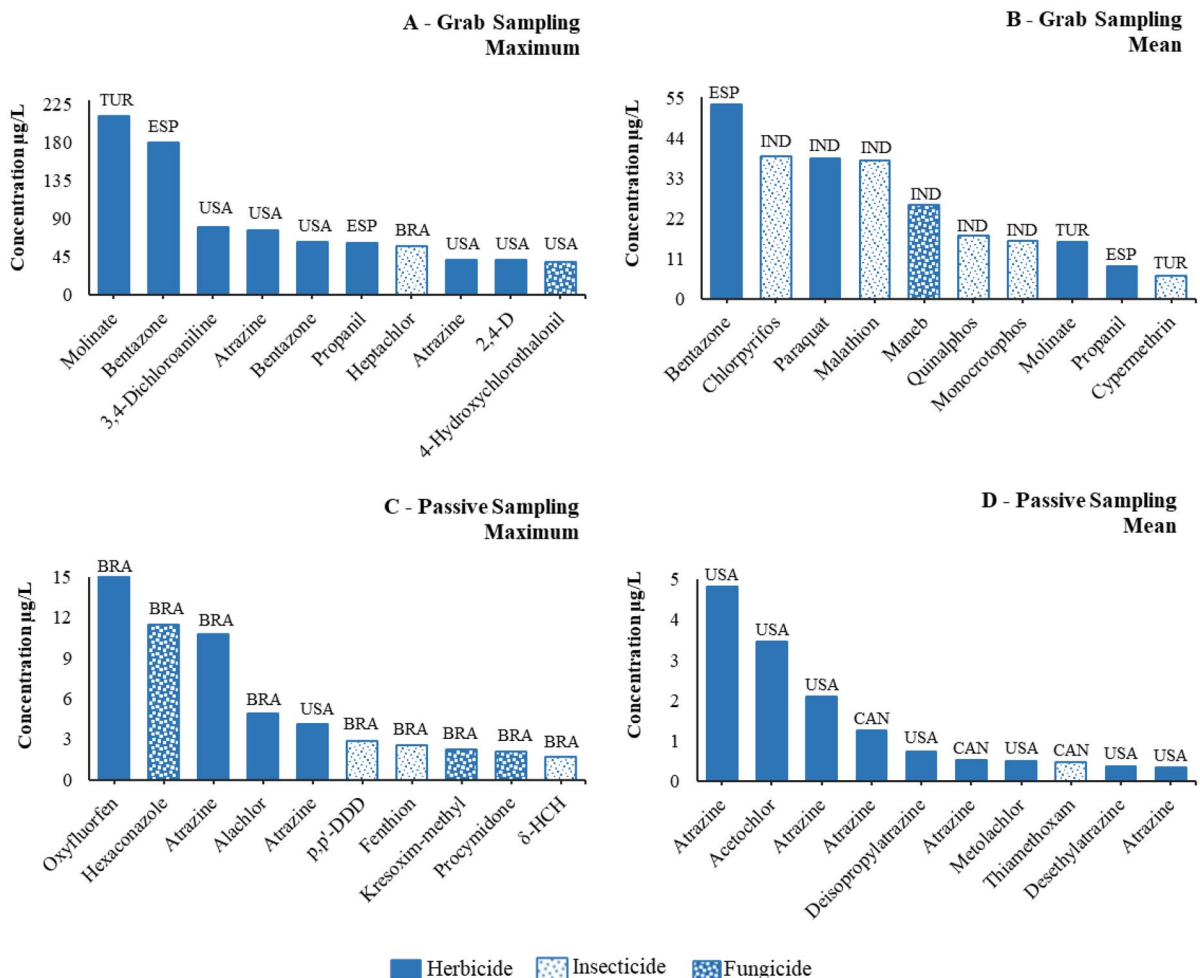 A - Grab Sampling
Maximum
Concentration µg/L
225
180
135
90
45
0
TUR
ESP
USA
USA
USA
ESP
BRA
USA
USA
USA
Molinate
Bentazone
3,4-Dichloroaniline
Atrazine
Bentazone
Propanil
Heptachlor
Atrazine
2,4-D
4-Hydroxychlorothalonil
B - Grab Sampling
Mean
Concentration µg/L
55
44
33
22
11
0
ESP
IND
IND
IND
IND
IND
IND
TUR
ESP
TUR
Bentazone
Chlorpyrifos
Paraquat
Malathion
Maneb
Quinalphos
Monocrotophos
Molinate
Propanil
Cypermethrin
C - Passive Sampling
Maximum
Concentration µg/L
15
12
9
6
3
0
BRA
BRA
BRA
BRA
USA
BRA
BRA
BRA
BRA
BRA
Oxyfluorfen
Hexaconazole
Atrazine
Alachlor
Atrazine
p,p'-DDD
Fenthion
Kresoxim-methyl
Procymidone
δ-HCH
D - Passive Sampling
Mean
Concentration µg/L
5
4
3
2
1
0
USA
USA
USA
CAN
USA
CAN
USA
CAN
USA
USA
Atrazine
Acetochlor
Atrazine
Atrazine
Deisopropylatrazine
Atrazine
Metolachlor
Thiamethoxam
Desethylatrazine
Atrazine
Herbicide
Insecticide
Fungicide